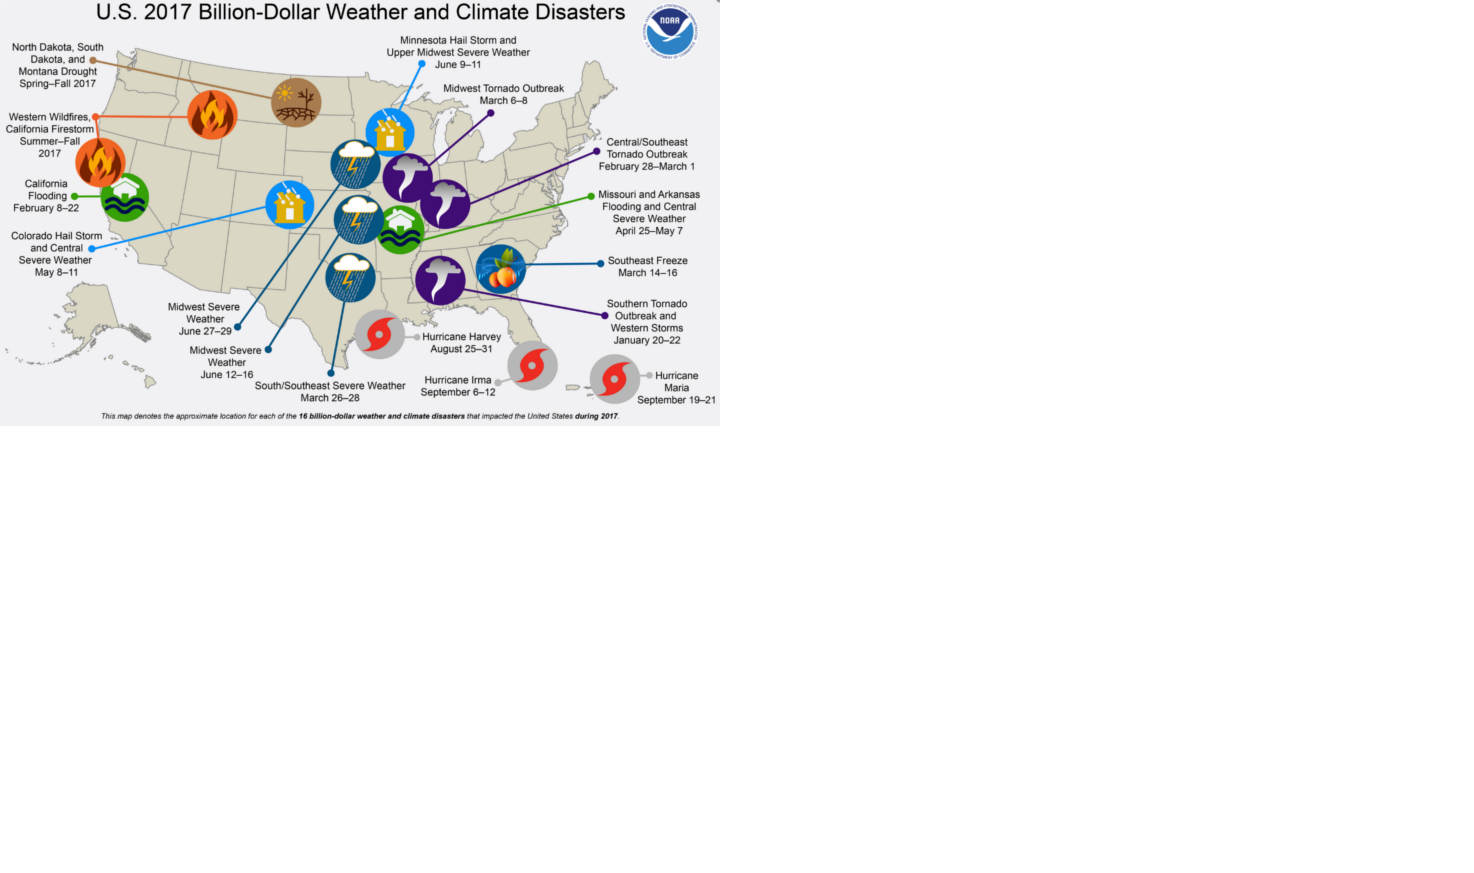 U.S. 2017 Billion-Dollar Weather and Climate Disasters
NOAA
North Dakota, South
Dakota, and
Montana Drought
Spring–Fall 2017
Minnesota Hail Storm and
Upper Midwest Severe Weather
June 9–11
Midwest Tornado Outbreak
March 6–8
Western Wildfires,
California Firestorm
Summer–Fall
2017
Central/Southeast
Tornado Outbreak
February 28–March 1
California
Flooding
February 8–22
Missouri and Arkansas
Flooding and Central
Severe Weather
April 25–May 7
Colorado Hail Storm
and Central
Severe Weather
May 8–11
Southeast Freeze
March 14–16
Midwest Severe
Weather
June 27–29
Southern Tornado
Outbreak and
Western Storms
January 20–22
Midwest Severe
Weather
June 12–16
Hurricane Harvey
August 25–31
South/Southeast Severe Weather
March 26–28
Hurricane Irma
September 6–12
Hurricane
Maria
September 19–21
This map denotes the approximate location for each of the 16 billion-dollar weather and climate disasters that impacted the United States during 2017.